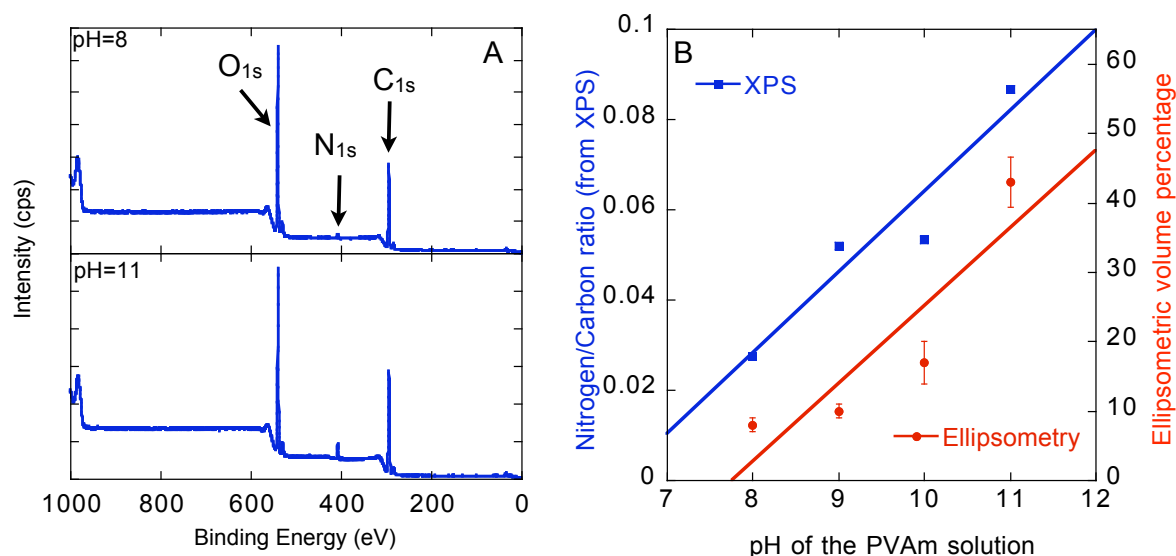 pH=8
A
O1s
N1s
C1s
pH=11
Intensity (cps)
1000 800 600 400 200 0
Binding Energy (eV)
B
XPS
Ellipsometry
Nitrogen/Carbon ratio (from XPS)
0.1
0.08
0.06
0.04
0.02
0
60
50
40
30
20
10
0
Ellipsometric volume percentage
7 8 9 10 11 12
pH of the PVAm solution